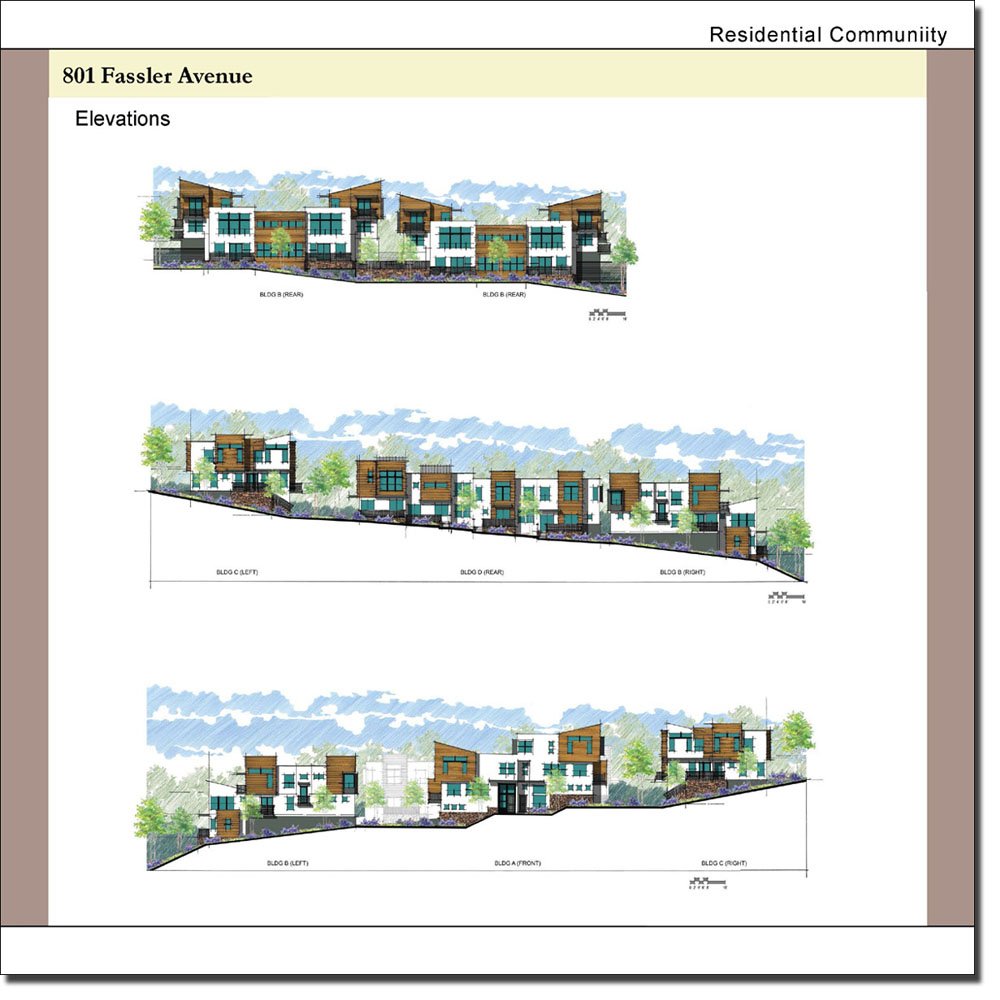 Residential Communiity
801 Fassler Avenue
Elevations
BLDG B (REAR) BLDG B (REAR)
BLDG C (LEFT) BLDG D (REAR) BLDG B (RIGHT)
BLDG B (LEFT) BLDG A (FRONT) BLDG C (RIGHT)